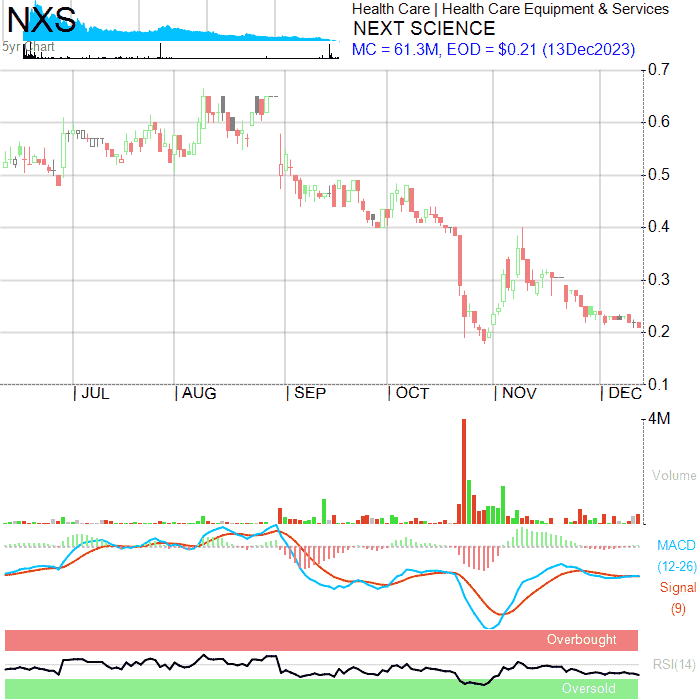 NXS
Health Care | Health Care Equipment & Services
NEXT SCIENCE
5yr Chart
MC = 61.3M, EOD = $0.21 (13Dec2023)
0.7
0.6
0.5
0.4
0.3
0.2
0.1
| JUL | AUG | SEP | OCT | NOV | DEC
4M
Volume
MACD
(12-26)
Signal
(9)
Overbought
RSI(14)
Oversold